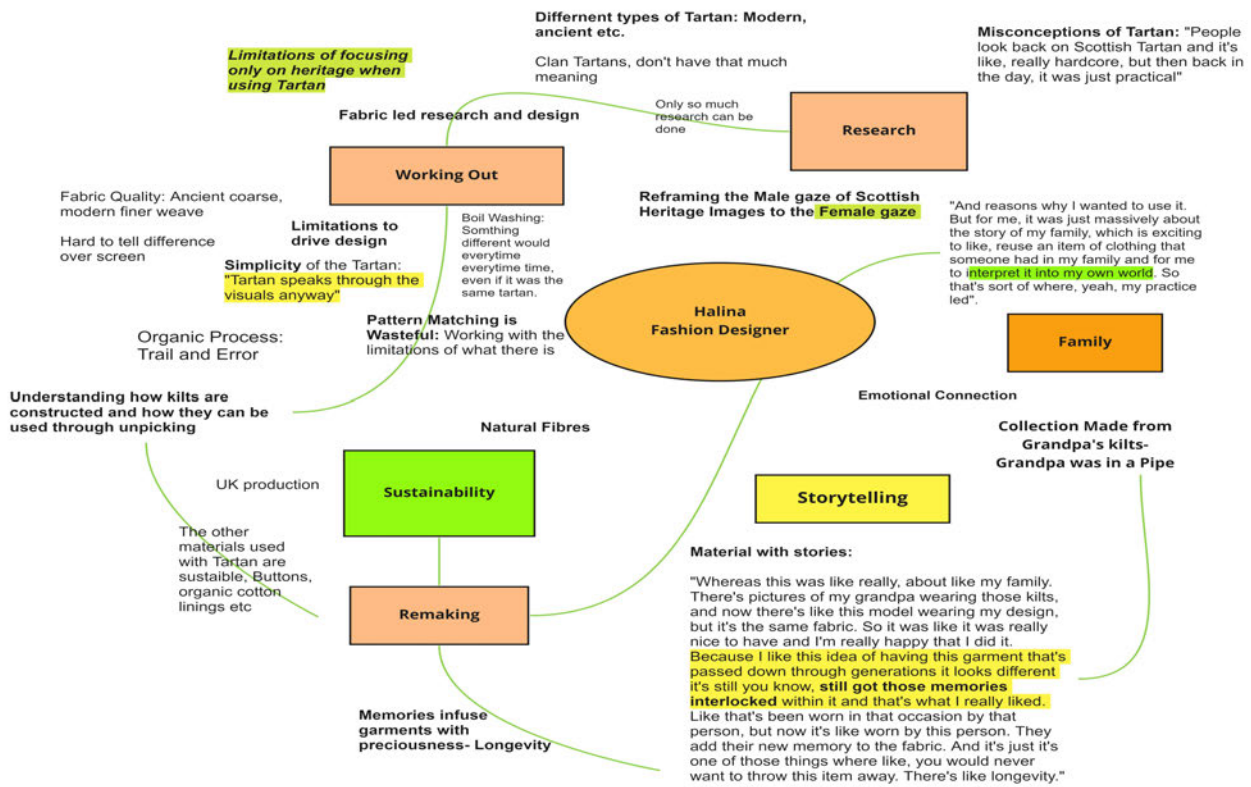 Differnent types of Tartan: Modern,
ancient etc.
Clan Tartans, don't have that much
meaning
Misconceptions of Tartan: "People
look back on Scottish Tartan and it's
like, really hardcore, but then back in
the day, it was just practical"
Limitations of focusing
only on heritage when
using Tartan
Fabric led research and design
Only so much
research can be
done
Research
Working Out
Fabric Quality: Ancient coarse,
modern finer weave
Hard to tell difference
over screen
Limitations to
drive design
Simplicity of the Tartan:
"Tartan speaks through the
visuals anyway"
Boil Washing:
Somthing
different would
everytime
everytime time,
even if it was the
same tartan.
Reframing the Male gaze of Scottish
Heritage Images to the Female gaze
"And reasons why I wanted to use it.
But for me, it was just massively about
the story of my family, which is exciting
to like, reuse an item of clothing that
someone had in my family and for me
to interpret it into my own world. So
that's sort of where, yeah, my practice
led".
Halina
Fashion Designer
Family
Organic Process:
Trail and Error
Pattern Matching is
Wasteful: Working with the
limitations of what there is
Understanding how kilts are
constructed and how they can be
used through unpicking
Natural Fibres
Emotional Connection
Collection Made from
Grandpa's kilts-
Grandpa was in a Pipe
UK production
Sustainability
Storytelling
The other
materials used
with Tartan are
sustaible, Buttons,
organic cotton
linings etc
Remaking
Material with stories:
"Whereas this was like really, about like my family.
There's pictures of my grandpa wearing those kilts,
and now there's like this model wearing my design,
but it's the same fabric. So it was like it was really
nice to have and I'm really happy that I did it.
Because I like this idea of having this garment that's
passed down through generations it looks different
it's still you know, still got those memories
interlocked within it and that's what I really liked.
Like that's been worn in that occasion by that
person, but now it's like worn by this person. They
add their new memory to the fabric. And it's just it's
one of those things where like, you would never
want to throw this item away. There's like longevity."
Memories infuse
garments with
preciousness- Longevity